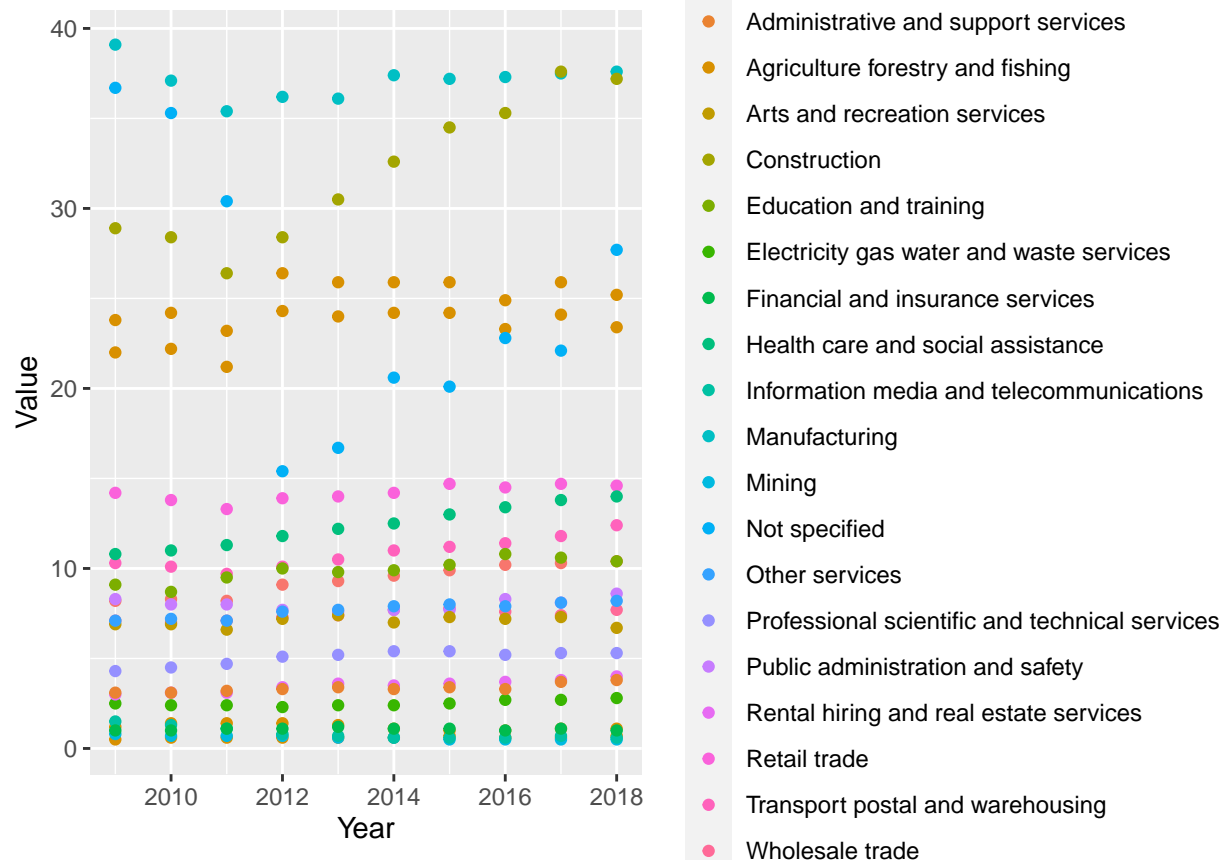 40
30
20
10
0
Value
2010 2012 2014 2016 2018
Year
Administrative and support services
Agriculture forestry and fishing
Arts and recreation services
Construction
Education and training
Electricity gas water and waste services
Financial and insurance services
Health care and social assistance
Information media and telecommunications
Manufacturing
Mining
Not specified
Other services
Professional scientific and technical services
Public administration and safety
Rental hiring and real estate services
Retail trade
Transport postal and warehousing
Wholesale trade